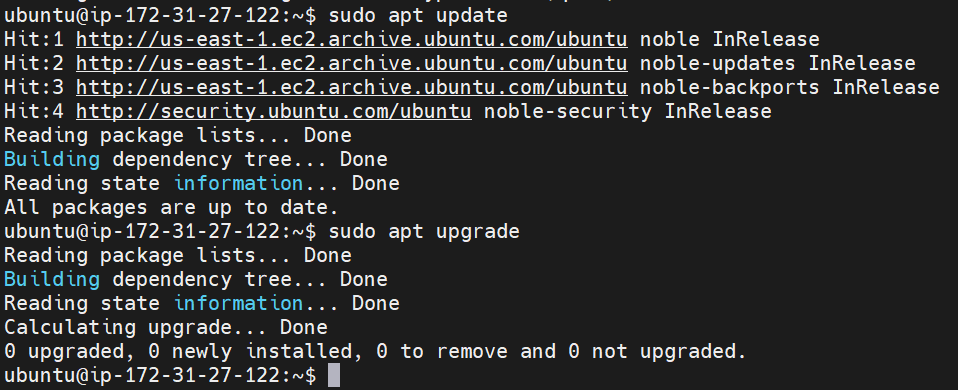 ubuntu@ip-172-31-27-122:~$ sudo apt update
Hit:1 http://us-east-1.ec2.archive.ubuntu.com/ubuntu noble InRelease
Hit:2 http://us-east-1.ec2.archive.ubuntu.com/ubuntu noble-updates InRelease
Hit:3 http://us-east-1.ec2.archive.ubuntu.com/ubuntu noble-backports InRelease
Hit:4 http://security.ubuntu.com/ubuntu noble-security InRelease
Reading package lists... Done
Building dependency tree... Done
Reading state information... Done
All packages are up to date.
ubuntu@ip-172-31-27-122:~$ sudo apt upgrade
Reading package lists... Done
Building dependency tree... Done
Reading state information... Done
Calculating upgrade... Done
0 upgraded, 0 newly installed, 0 to remove and 0 not upgraded.
ubuntu@ip-172-31-27-122:~$